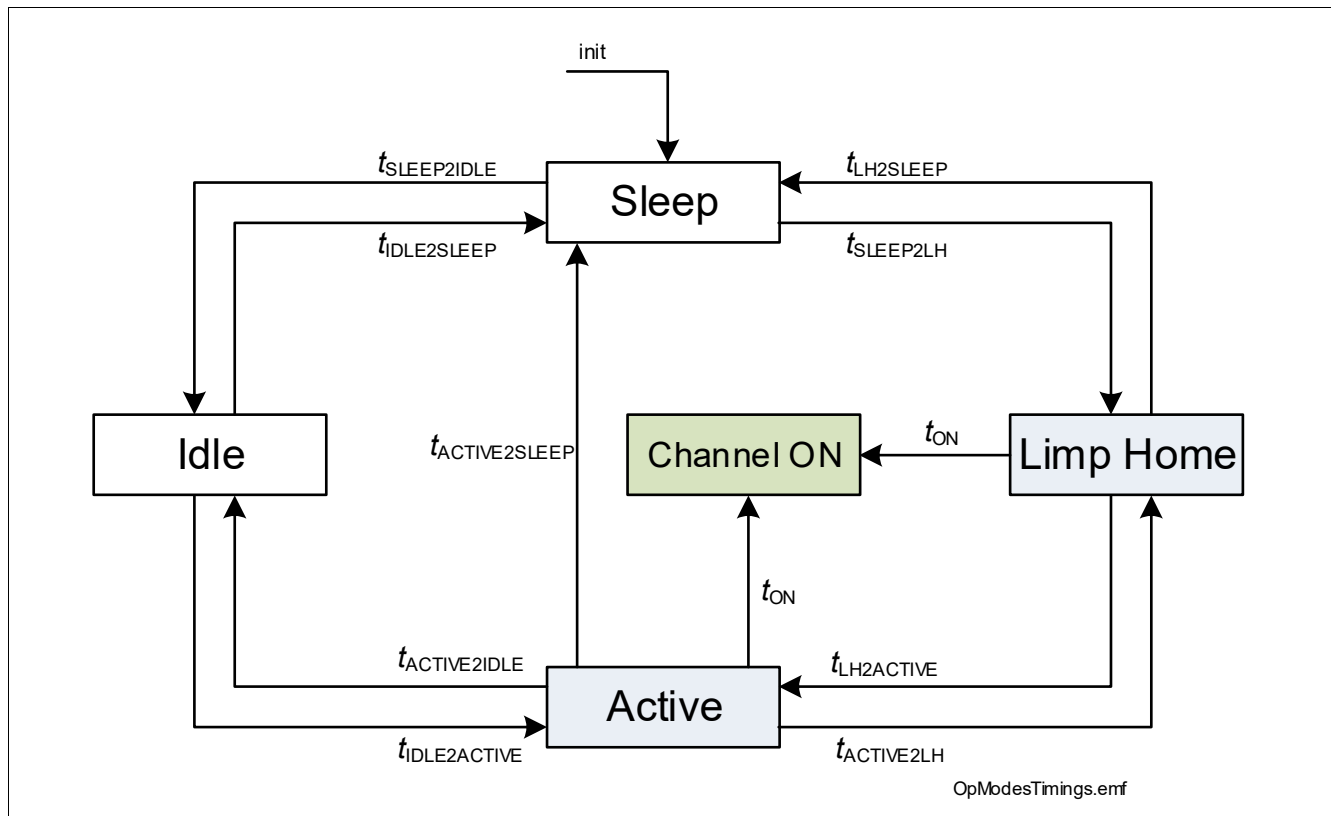 init
tSLEEP2IDLE
tLH2SLEEP
Sleep
tIDLE2SLEEP
tSLEEP2LH
Idle
tACTIVE2SLEEP
Channel ON
tON
Limp Home
tON
tACTIVE2IDLE
tLH2ACTIVE
Active
tIDLE2ACTIVE
tACTIVE2LH
OpModesTimings.emf